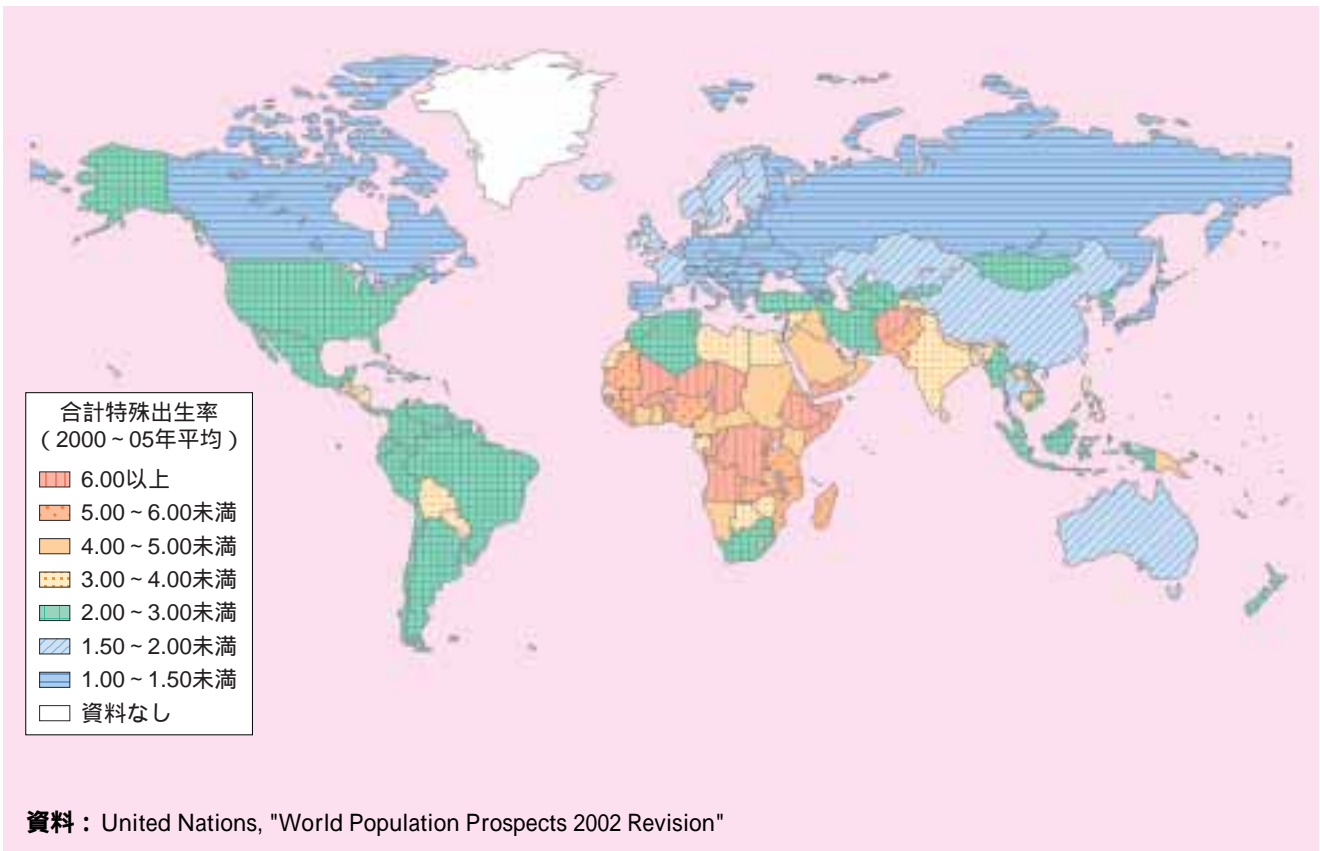 合計特殊出生率
（2000～05年平均）
6.00以上
5.00～6.00未満
4.00～5.00未満
3.00～4.00未満
2.00～3.00未満
1.50～2.00未満
1.00～1.50未満
資料なし
資料：United Nations, "World Population Prospects 2002 Revision"